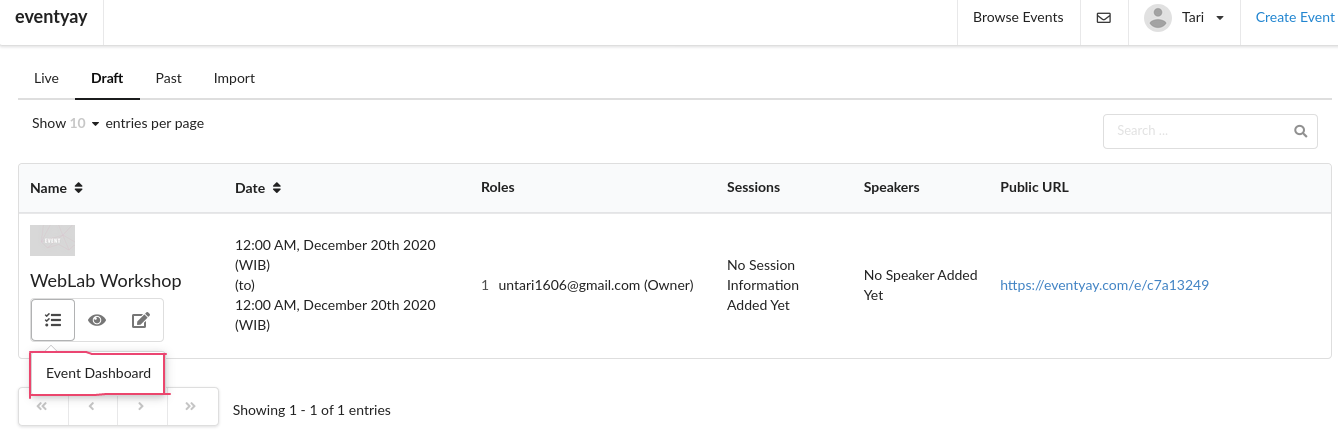 eventyay
Browse Events
Tari
Create Event
Live
Draft
Past
Import
Show 10 entries per page
Search ...
Name
Date
Roles
Sessions
Speakers
Public URL
EVENT
WebLab Workshop
12:00 AM, December 20th 2020
(WIB)
(to)
12:00 AM, December 20th 2020
(WIB)
1 untari1606@gmail.com (Owner)
No Session
Information
Added Yet
No Speaker Added
Yet
https://eventyay.com/e/c7a13249
Event Dashboard
Showing 1 - 1 of 1 entries